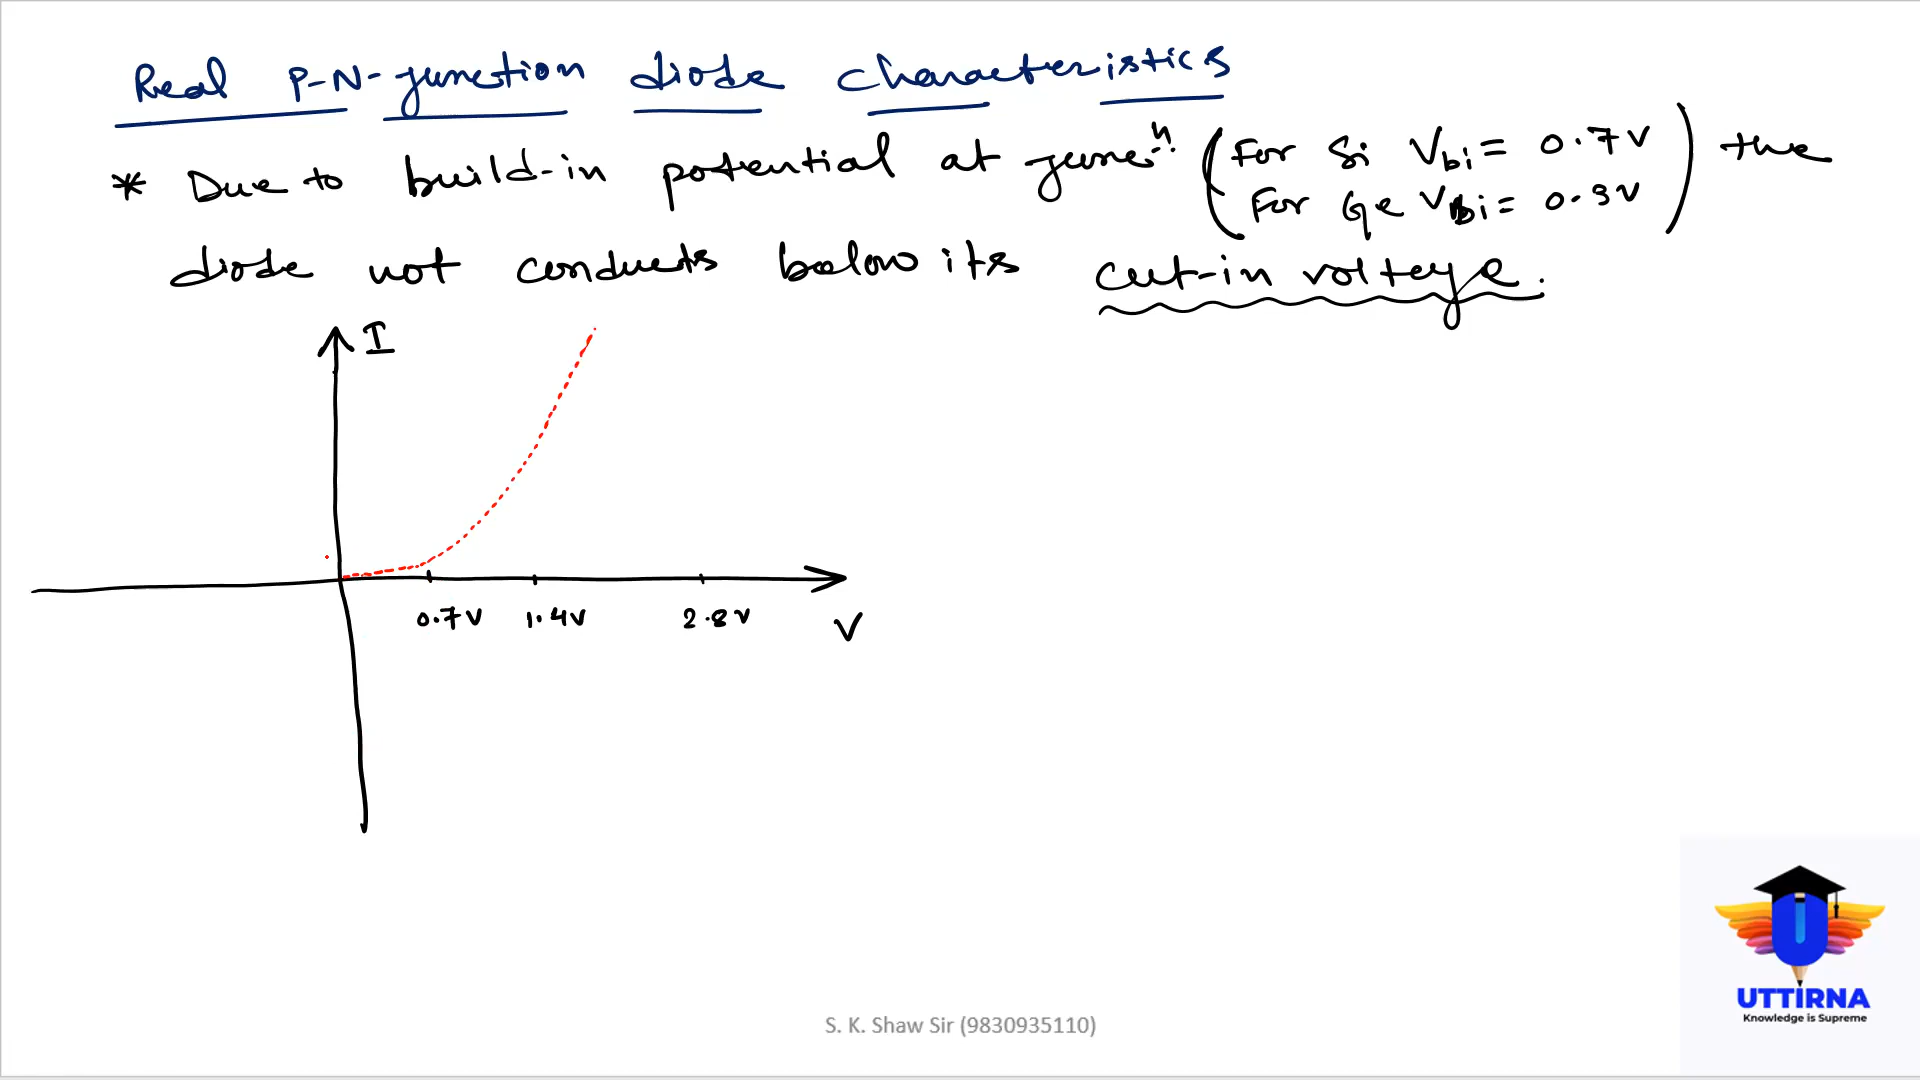 Real P-N-junction diode characteristics
* Due to build-in potential at junc^n. (For Si Vbi = 0.7V the
For Ge Vbi = 0.3V)
diode not conducts below its cut-in voltage.
I
0.7V 1.4V 2.8V V
UTTIRNA
Knowledge is Supreme
S. K. Shaw Sir (9830935110)